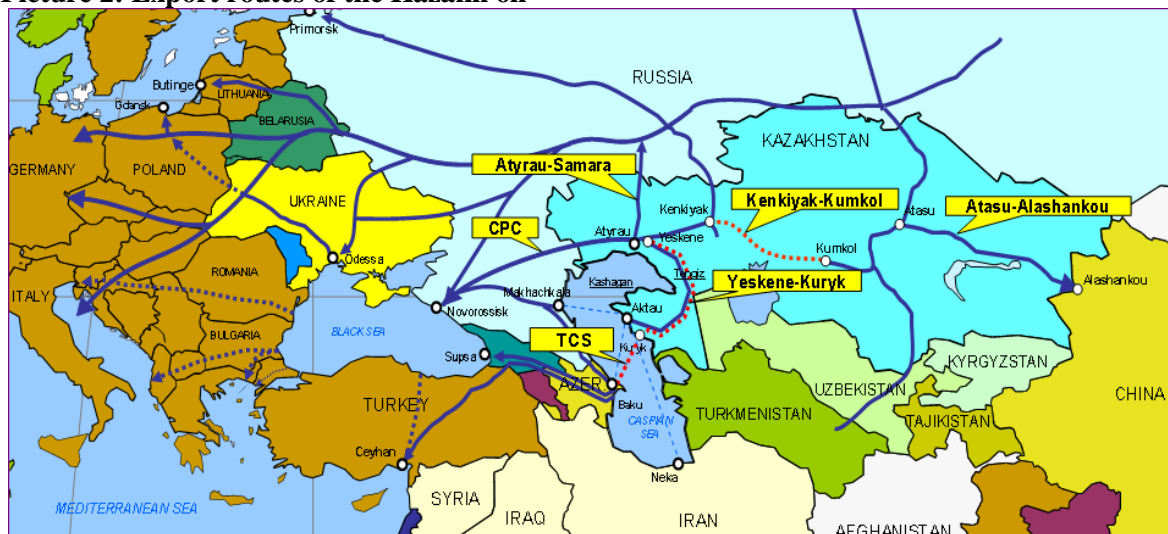 Picture 2: Export routes of the Kazakh oil
Primorsk
RUSSIA
Butinge
LITHUANIA
Gdansk
BELARUSIA
KAZAKHSTAN
GERMANY
POLAND
Atyrau-Samara
UKRAINE
Kenkiyak
Kenkiyak-Kumkol
Atasu
Atasu-Alashankou
CPC
Atyrau
Yeskene
Kumkol
Odessa
ROMANIA
Tengiz
Kashagan
Yeskene-Kuryk
Alashankou
ITALY
Makhachkala
Novorossisk
Aktau
BLACK SEA
BULGARIA
TCS
Kuryk
Supsa
KYRGYZSTAN
AZER
UZBEKISTAN
CHINA
TURKEY
Baku
TURKMENISTAN
TAJIKISTAN
CASPIAN
SEA
Ceyhan
Neka
SYRIA
MEDITERRANEAN SEA
IRAQ
IRAN
AFGHANISTAN